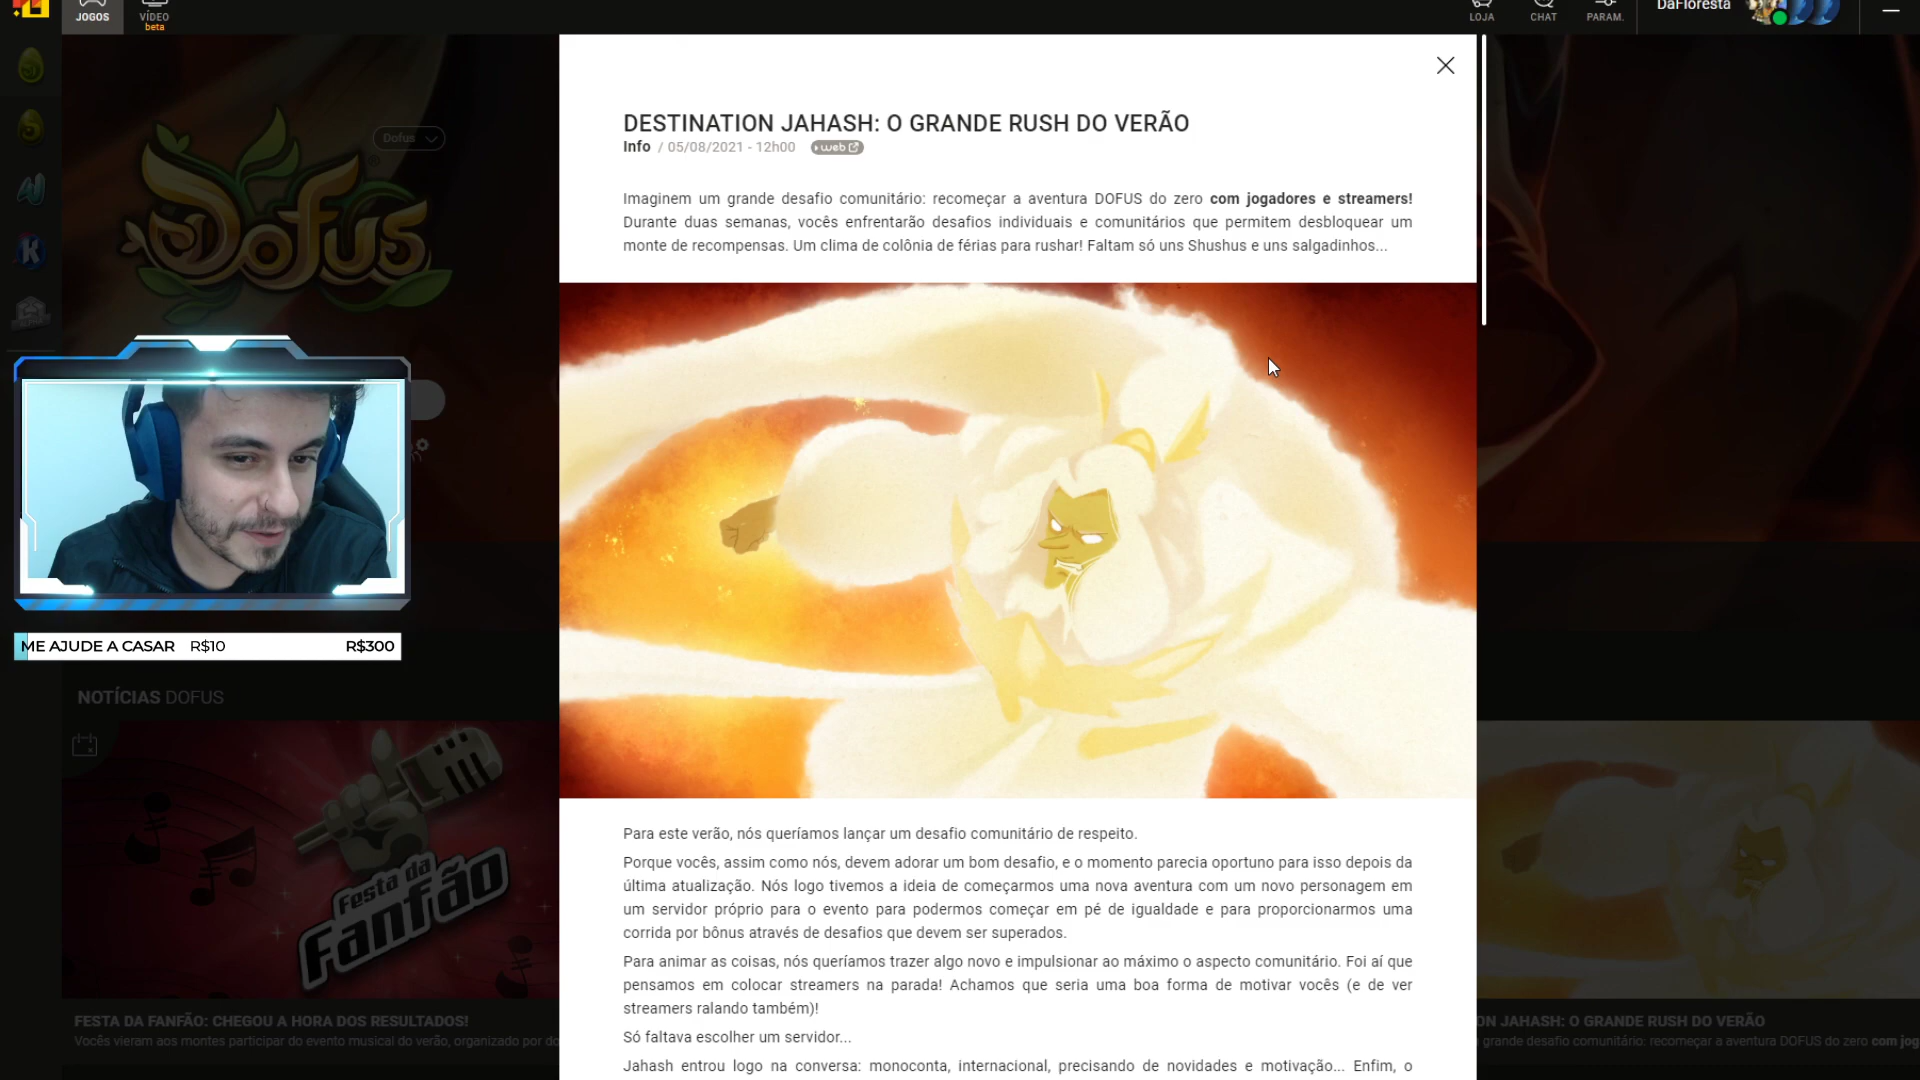 JOGOS
VÍDEO
beta
LOJA
CHAT
PARAM.
DaFloresta
Dofus
DOFUS
DESTINATION JAHASH: O GRANDE RUSH DO VERÃO
Info / 05/08/2021 - 12h00 web
Imaginem um grande desafio comunitário: recomeçar a aventura DOFUS do zero com jogadores e streamers!
Durante duas semanas, vocês enfrentarão desafios individuais e comunitários que permitem desbloquear um
monte de recompensas. Um clima de colônia de férias para rushar! Faltam só uns Shushus e uns salgadinhos...
ME AJUDE A CASAR R$10 R$300
NOTÍCIAS DOFUS
Festa da
Fanfão
FESTA DA FANFÃO: CHEGOU A HORA DOS RESULTADOS!
Vocês vieram aos montes participar do evento musical do verão, organizado por do
Para este verão, nós queríamos lançar um desafio comunitário de respeito.
Porque vocês, assim como nós, devem adorar um bom desafio, e o momento parecia oportuno para isso depois da
última atualização. Nós logo tivemos a ideia de começarmos uma nova aventura com um novo personagem em
um servidor próprio para o evento para podermos começar em pé de igualdade e para proporcionarmos uma
corrida por bônus através de desafios que devem ser superados.
Para animar as coisas, nós queríamos trazer algo novo e impulsionar ao máximo o aspecto comunitário. Foi aí que
pensamos em colocar streamers na parada! Achamos que seria uma boa forma de motivar vocês (e de ver
streamers ralando também)!
Só faltava escolher um servidor...
Jahash entrou logo na conversa: monoconta, internacional, precisando de novidades e motivação... Enfim, o
ON JAHASH: O GRANDE RUSH DO VERÃO
grande desafio comunitário: recomeçar a aventura DOFUS do zero com jog